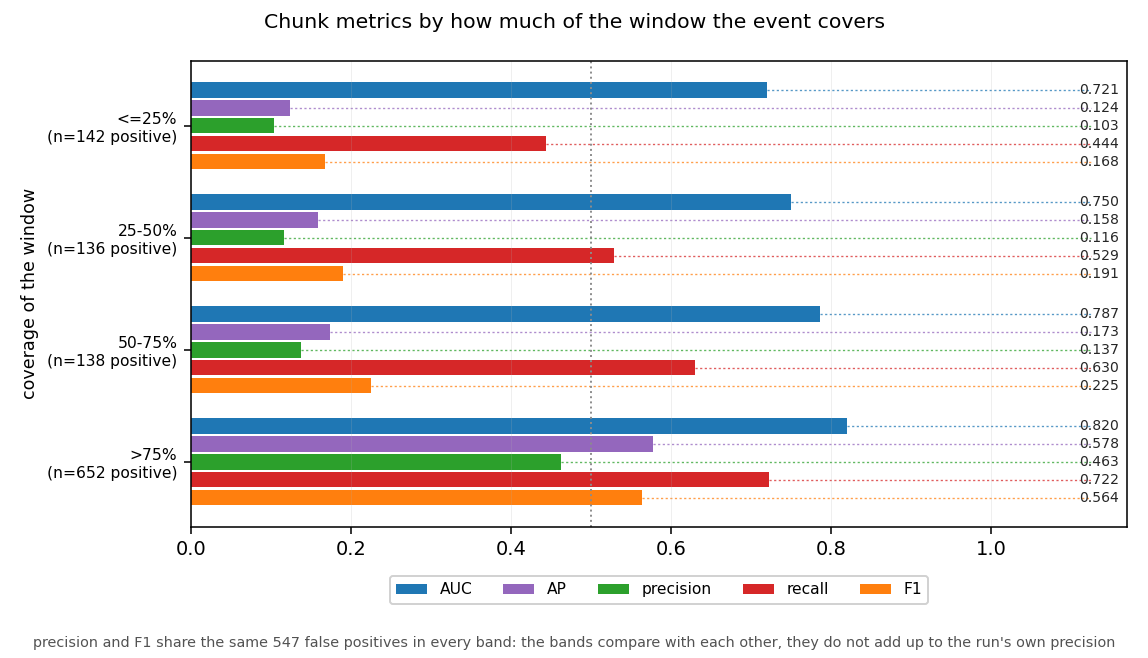 Chunk metrics by how much of the window the event covers
coverage of the window
<=25%
(n=142 positive)
0.721
0.124
0.103
0.444
0.168
25-50%
(n=136 positive)
0.750
0.158
0.116
0.529
0.191
50-75%
(n=138 positive)
0.787
0.173
0.137
0.630
0.225
>75%
(n=652 positive)
0.820
0.578
0.463
0.722
0.564
0.0 0.2 0.4 0.6 0.8 1.0
AUC AP precision recall F1
precision and F1 share the same 547 false positives in every band: the bands compare with each other, they do not add up to the run's own precision